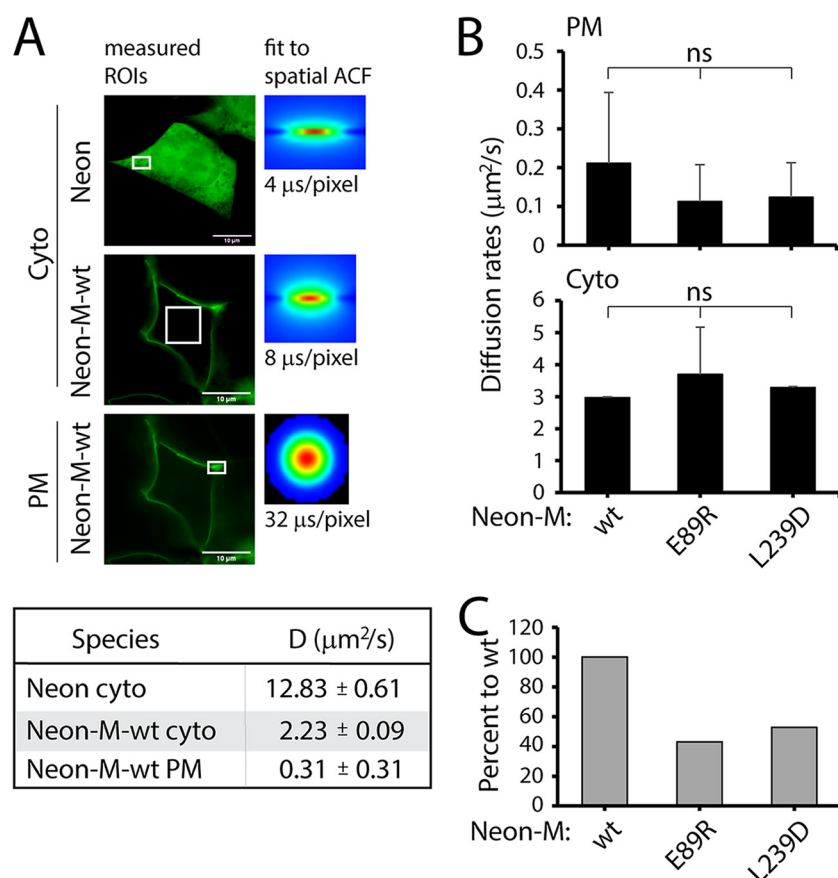 A
measured
ROIs
fit to
spatial ACF
Cyto
Neon
10 µm
4 µs/pixel
Neon-M-wt
10 µm
8 µs/pixel
PM
Neon-M-wt
10 µm
32 µs/pixel
Species D (µm²/s)
Neon cyto 12.83 ± 0.61
Neon-M-wt cyto 2.23 ± 0.09
Neon-M-wt PM 0.31 ± 0.31
B
PM
ns
0.5
0.4
0.3
0.2
0.1
0
Diffusion rates (µm²/s)
Cyto
ns
6
5
4
3
2
1
0
Neon-M: wt E89R L239D
C
Percent to wt
120
100
80
60
40
20
0
Neon-M: wt E89R L239D